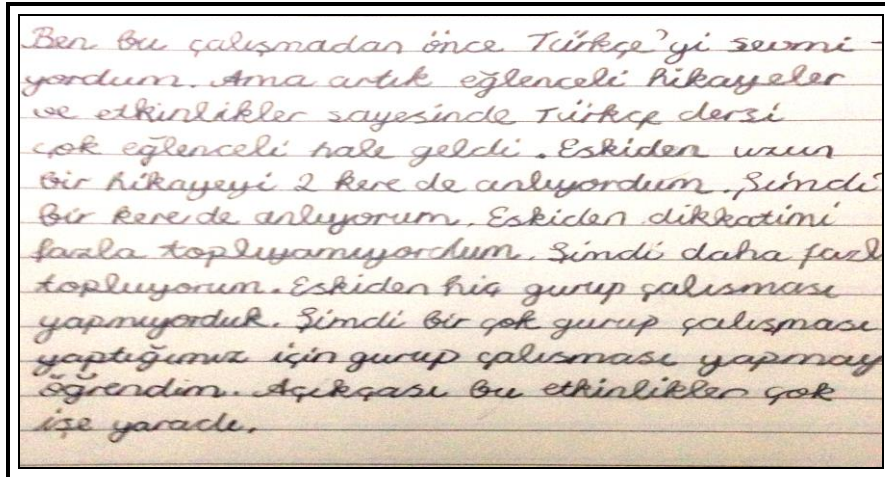 Ben bu çalışmadan önce Türkçe'yi sevmi-
yordum. Ama artık eğlenceli hikayeler
ve etkinlikler sayesinde Türkçe dersi
çok eğlenceli hale geldi. Eskiden uzun
bir hikayeyi 2 kere de anlıyordum. Şimdi
bir kere de anlıyorum. Eskiden dikkatimi
fazla toplıyamıyordum. Şimdi daha fazl
topluyorum. Eskiden hiç gurup çalısması
yapmıyorduk. Şimdi bir çok gurup çalışması
yaptığımız için gurup çalısması yapmay
öğrendim. Açıkçası bu etkinlikler çok
işe yaradı.